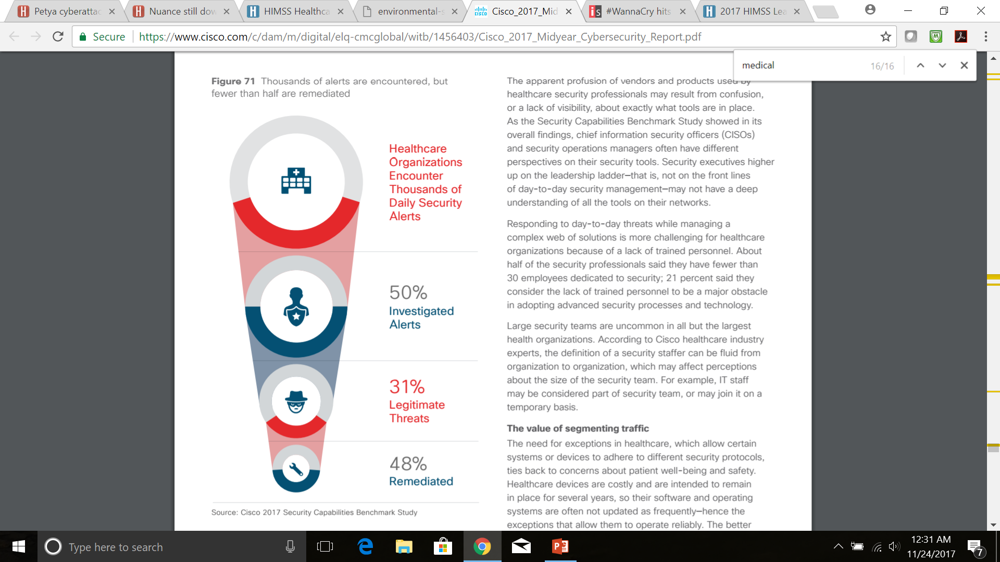 Petya cyberattac
Nuance still dow
HIMSS Healthca
environmental-s
Cisco_2017_Mid
#WannaCry hits
2017 HIMSS Lea
Secure
https://www.cisco.com/c/dam/m/digital/elq-cmcglobal/witb/1456403/Cisco_2017_Midyear_Cybersecurity_Report.pdf
medical
16/16
Figure 71 Thousands of alerts are encountered, but
fewer than half are remediated
Healthcare
Organizations
Encounter
Thousands of
Daily Security
Alerts
50%
Investigated
Alerts
31%
Legitimate
Threats
48%
Remediated
Source: Cisco 2017 Security Capabilities Benchmark Study
The apparent profusion of vendors and products used by
healthcare security professionals may result from confusion,
or a lack of visibility, about exactly what tools are in place.
As the Security Capabilities Benchmark Study showed in its
overall findings, chief information security officers (CISOs)
and security operations managers often have different
perspectives on their security tools. Security executives higher
up on the leadership ladder—that is, not on the front lines
of day-to-day security management—may not have a deep
understanding of all the tools on their networks.
Responding to day-to-day threats while managing a
complex web of solutions is more challenging for healthcare
organizations because of a lack of trained personnel. About
half of the security professionals said they have fewer than
30 employees dedicated to security; 21 percent said they
consider the lack of trained personnel to be a major obstacle
in adopting advanced security processes and technology.
Large security teams are uncommon in all but the largest
health organizations. According to Cisco healthcare industry
experts, the definition of a security staffer can be fluid from
organization to organization, which may affect perceptions
about the size of the security team. For example, IT staff
may be considered part of security team, or may join it on a
temporary basis.
The value of segmenting traffic
The need for exceptions in healthcare, which allow certain
systems or devices to adhere to different security protocols,
ties back to concerns about patient well-being and safety.
Healthcare devices are costly and are intended to remain
in place for several years, so their software and operating
systems are often not updated as frequently—hence the
exceptions that allow them to operate reliably. The better
Type here to search
12:31 AM
11/24/2017
7